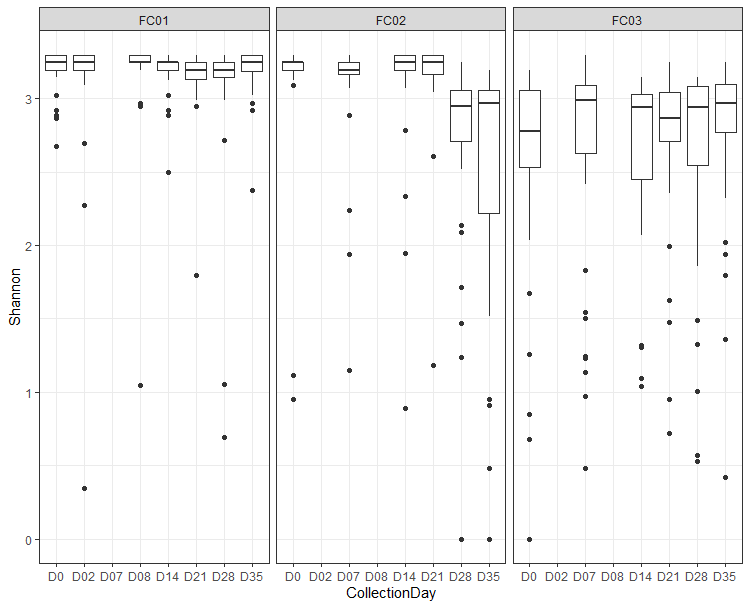 FC01 FC02 FC03
3
2
1
0
Shannon
D0 D02 D07 D08 D14 D21 D28 D35 D0 D02 D07 D08 D14 D21 D28 D35 D0 D02 D07 D08 D14 D21 D28 D35
CollectionDay